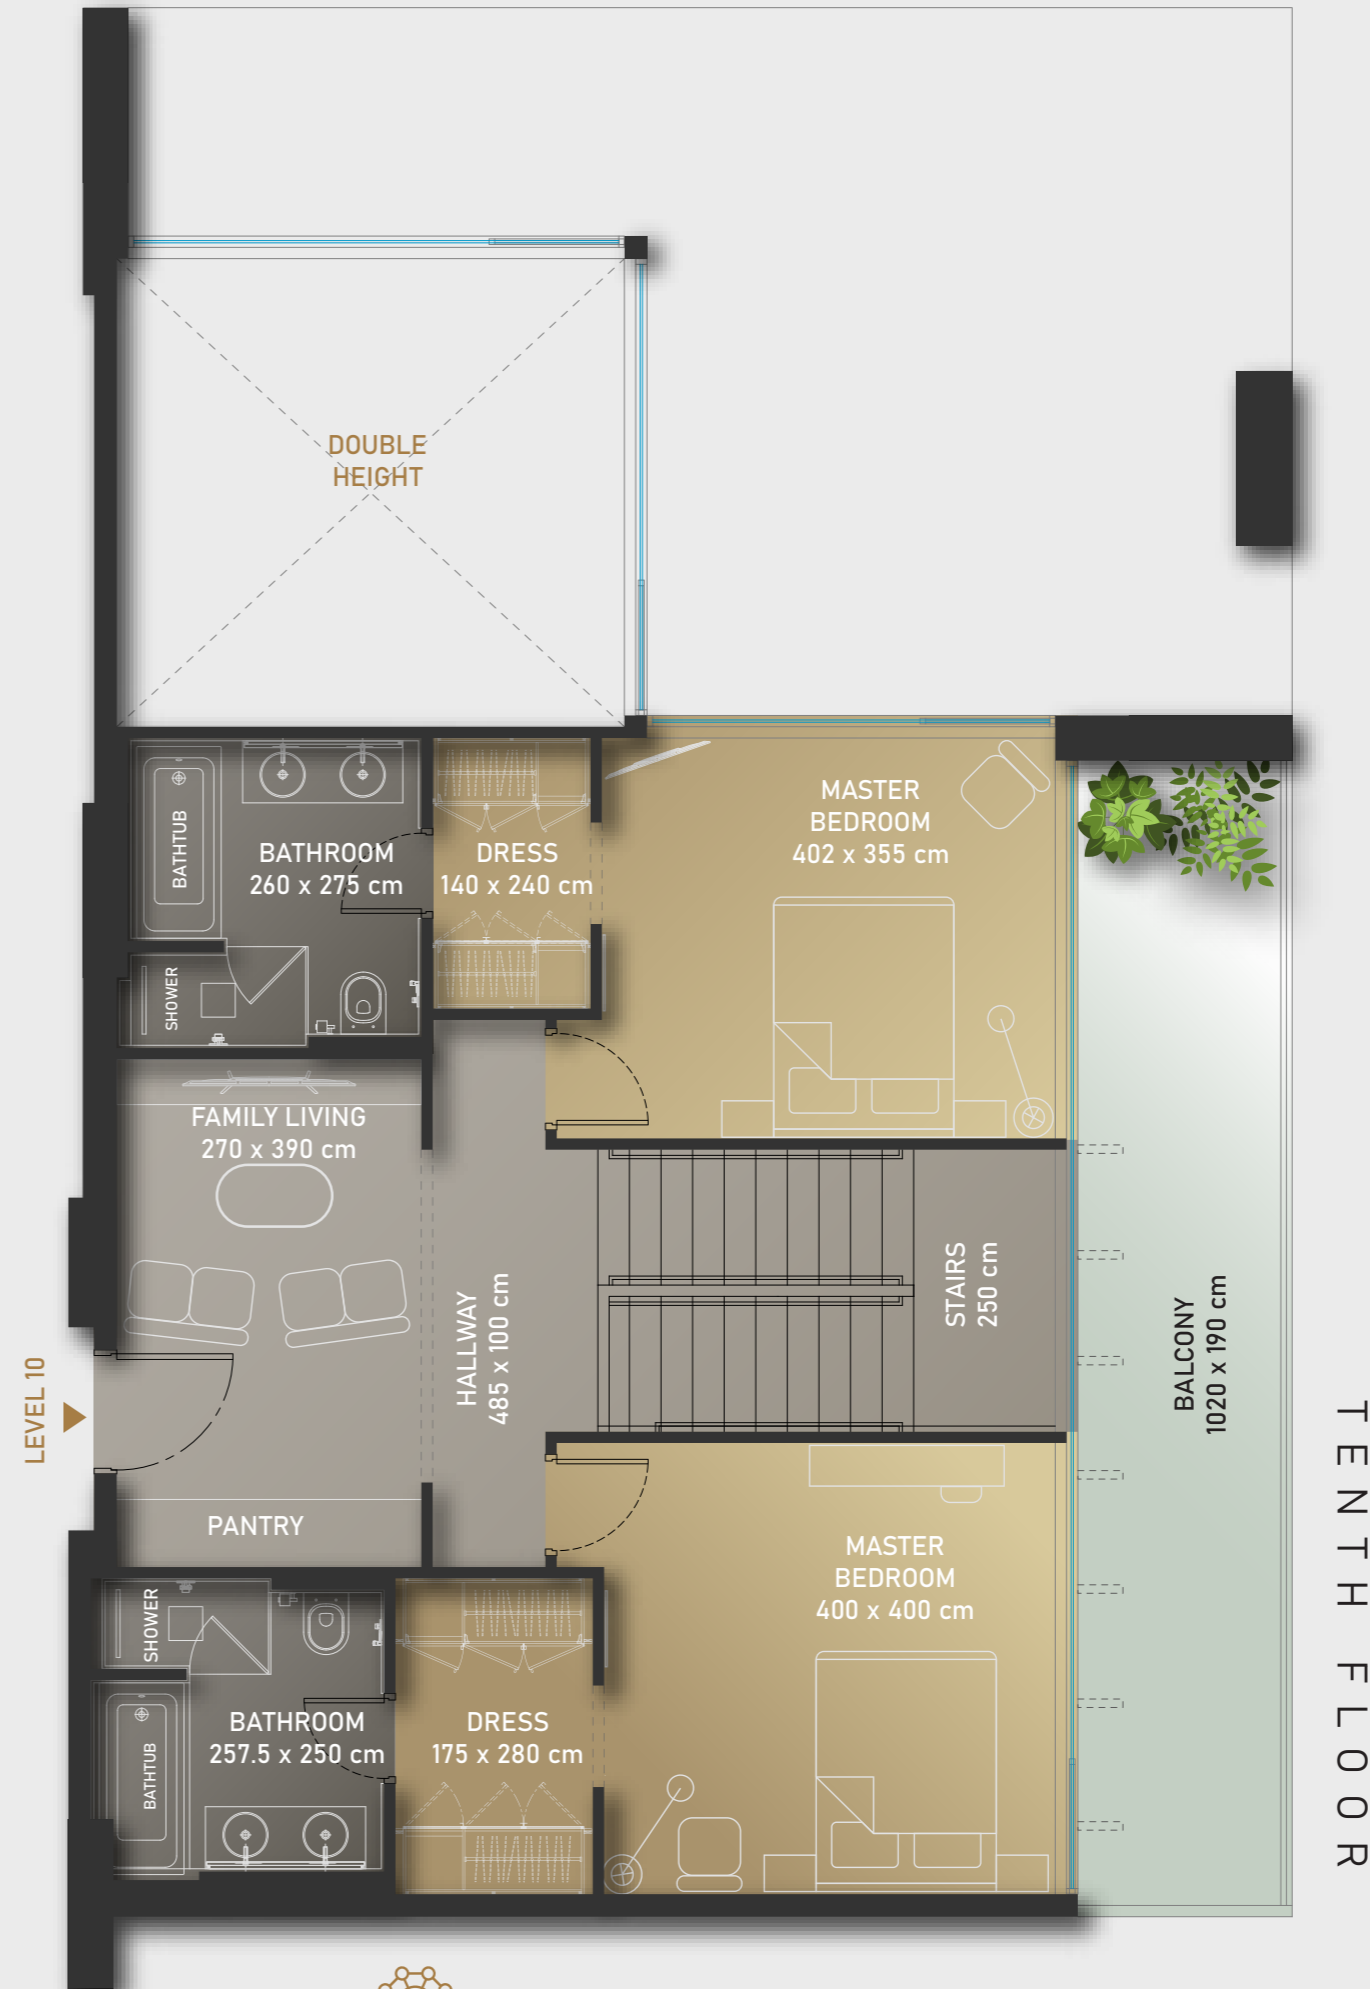 DOUBLE
HEIGHT
MASTER
BEDROOM
402 x 355 cm
BATHTUB
BATHROOM
260 x 275 cm
DRESS
140 x 240 cm
SHOWER
FAMILY LIVING
270 x 390 cm
HALLWAY
485 x 100 cm
STAIRS
250 cm
BALCONY
1020 x 190 cm
LEVEL 10
TENTH FLOOR
PANTRY
MASTER
BEDROOM
400 x 400 cm
SHOWER
BATHROOM
257.5 x 250 cm
DRESS
175 x 280 cm
BATHTUB